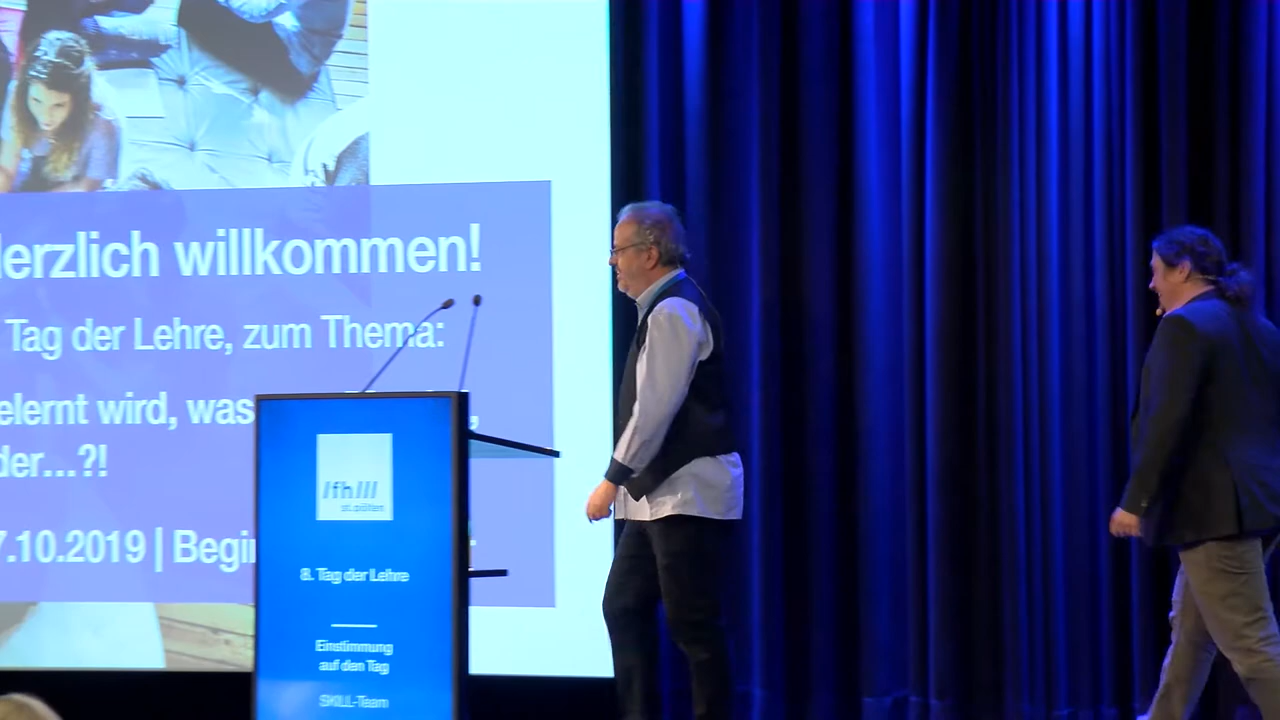 erzlich willkommen!
Tag der Lehre, zum Thema:
elernt wird, was
der...?!
7.10.2019 | Begin
/fh///
st.pölten
8. Tag der Lehre
Einstimmung
auf den Tag
SKILL-Team